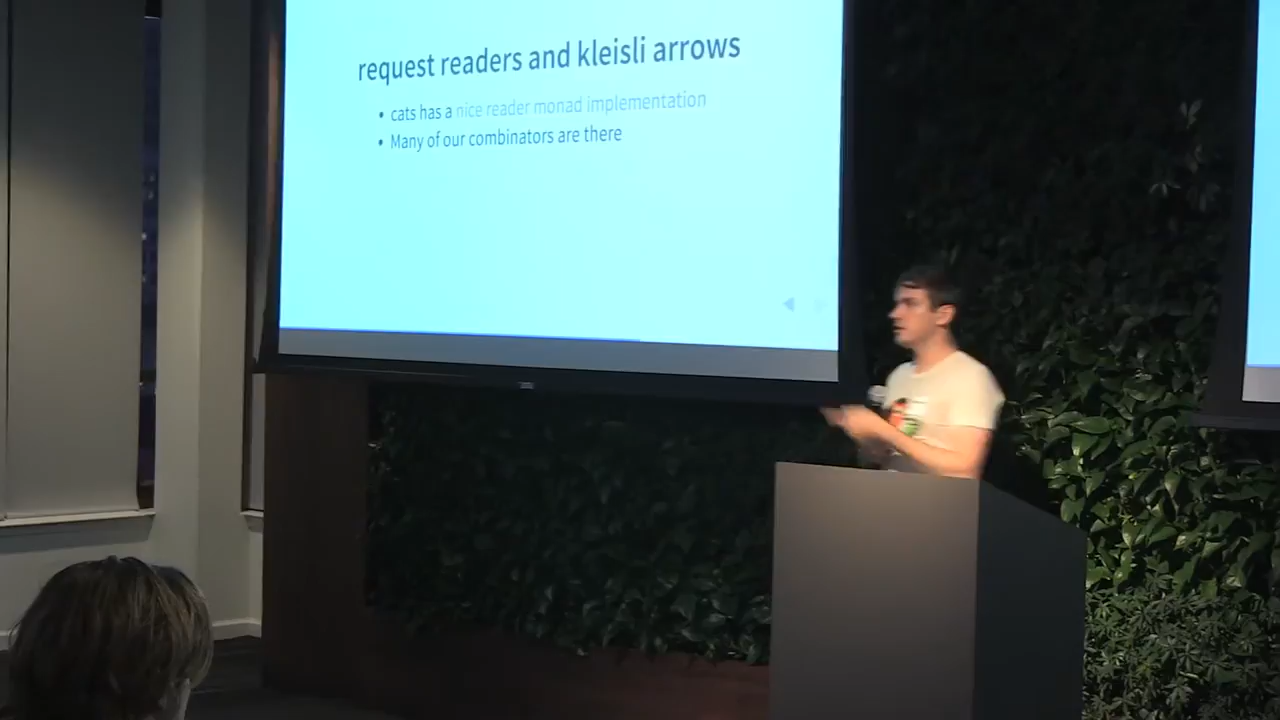 request readers and kleisli arrows
• cats has a nice reader monad implementation
• Many of our combinators are there